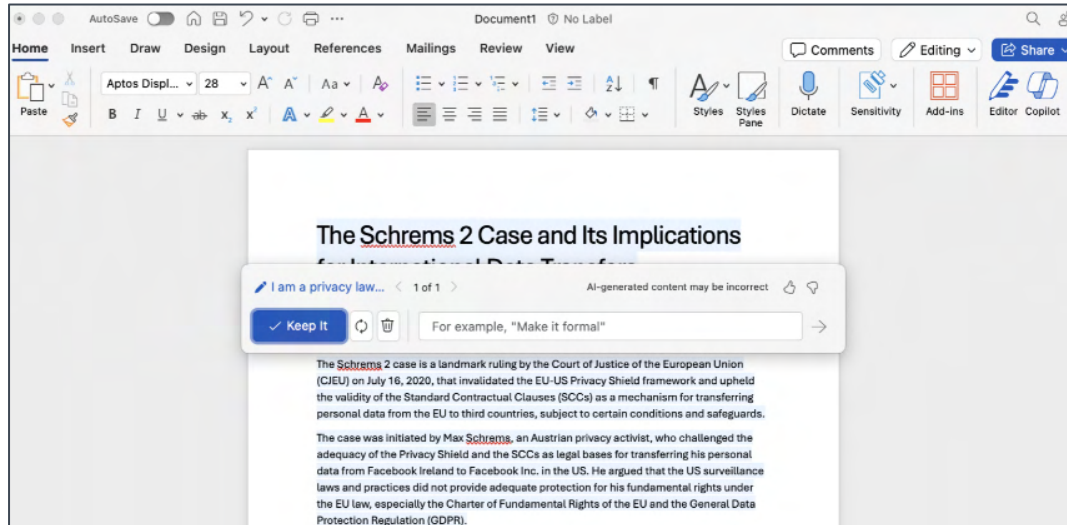 AutoSave
Document1 No Label
Home Insert Draw Design Layout References Mailings Review View
Comments Editing Share
Paste
Aptos Displ... 28
A^ Aˇ Aa A
B I U ab x₂ x² A A
Styles Styles Pane Dictate Sensitivity Add-ins Editor Copilot
The Schrems 2 Case and Its Implications
for International Data Transfers
I am a privacy law... 1 of 1 AI-generated content may be incorrect
Keep It
For example, "Make it formal"
The Schrems 2 case is a landmark ruling by the Court of Justice of the European Union
(CJEU) on July 16, 2020, that invalidated the EU-US Privacy Shield framework and upheld
the validity of the Standard Contractual Clauses (SCCs) as a mechanism for transferring
personal data from the EU to third countries, subject to certain conditions and safeguards.
The case was initiated by Max Schrems, an Austrian privacy activist, who challenged the
adequacy of the Privacy Shield and the SCCs as legal bases for transferring his personal
data from Facebook Ireland to Facebook Inc. in the US. He argued that the US surveillance
laws and practices did not provide adequate protection for his fundamental rights under
the EU law, especially the Charter of Fundamental Rights of the EU and the General Data
Protection Regulation (GDPR).